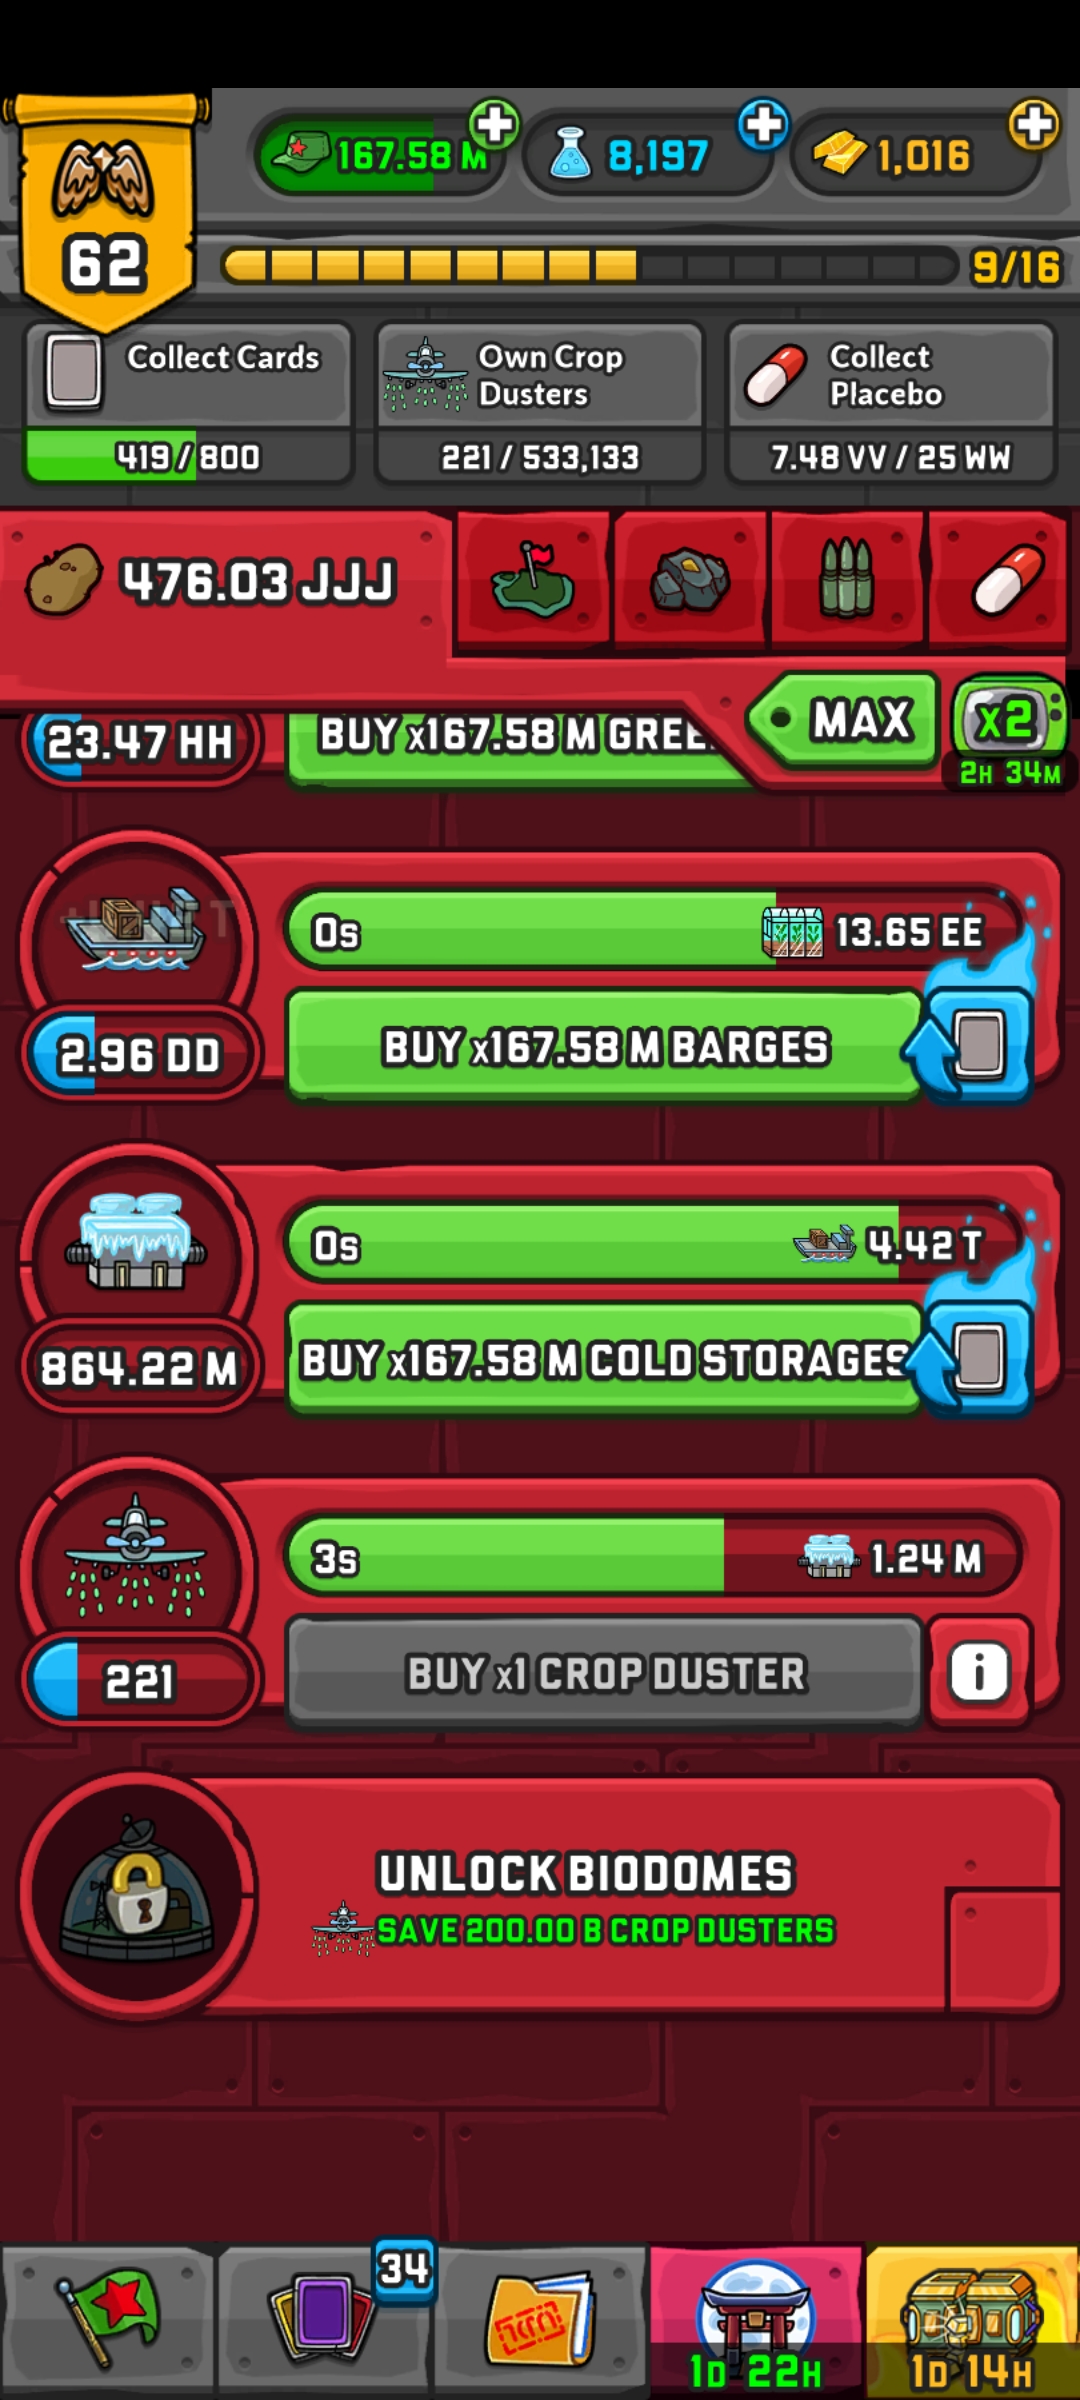 167.58 M
8,197
1,016
62
9/16
Collect Cards
419 / 800
Own Crop
Dusters
221 / 533,133
Collect
Placebo
7.48 VV / 25 WW
476.03 JJJ
MAX
x2
2H 34M
23.47 HH
BUY x167.58 M GREE
0s
13.65 EE
2.96 DD
BUY x167.58 M BARGES
0s
4.42 T
864.22 M
BUY x167.58 M COLD STORAGES
3s
1.24 M
221
BUY x1 CROP DUSTER
i
UNLOCK BIODOMES
SAVE 200.00 B CROP DUSTERS
34
1D 22H
1D 14H